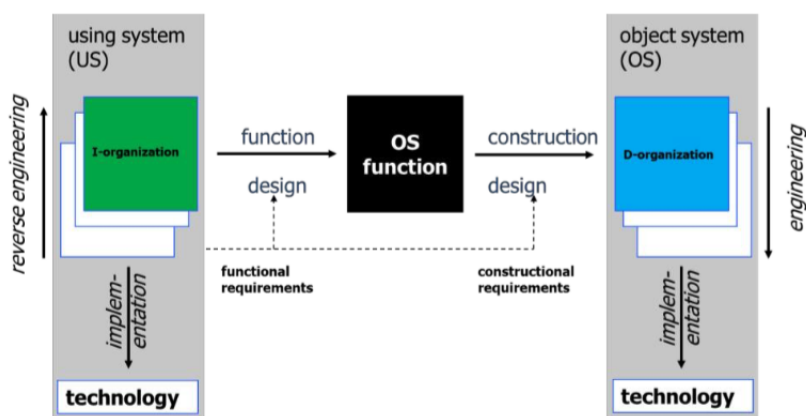 using system
(US)
object system
(OS)
reverse engineering
I-organization
function
design
OS
function
construction
design
D-organization
engineering
functional
requirements
constructional
requirements
implem-
entation
implem-
entation
technology
technology